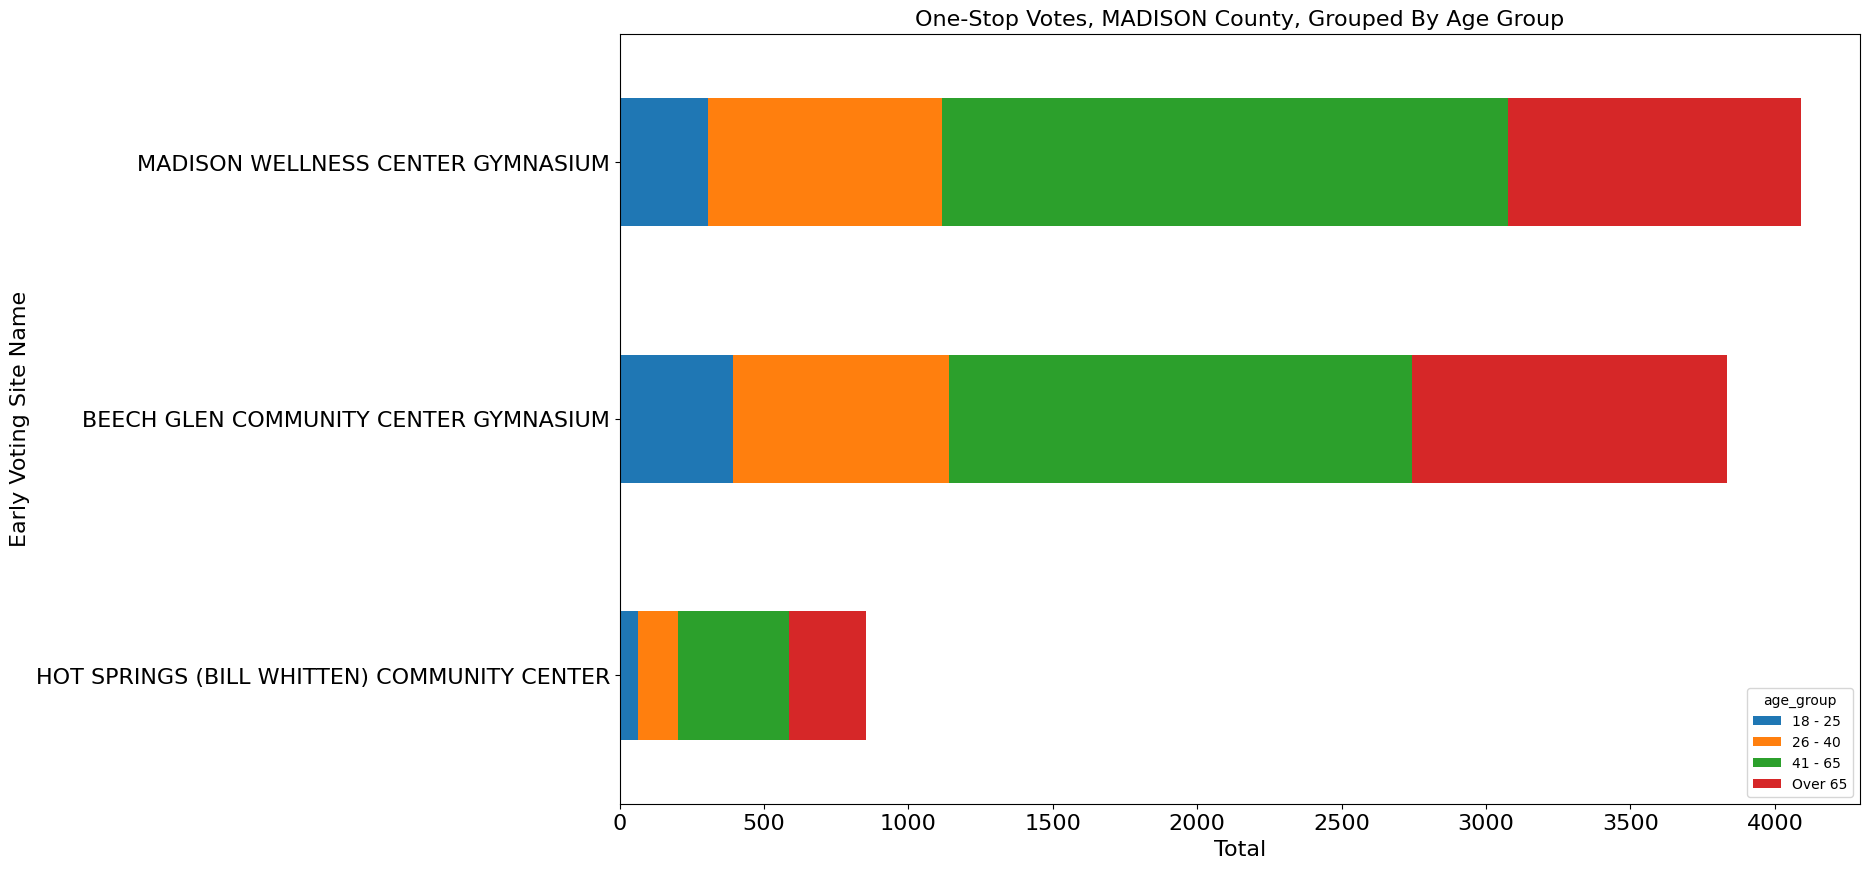 One-Stop Votes, MADISON County, Grouped By Age Group
Early Voting Site Name
MADISON WELLNESS CENTER GYMNASIUM
BEECH GLEN COMMUNITY CENTER GYMNASIUM
HOT SPRINGS (BILL WHITTEN) COMMUNITY CENTER
age_group
18 - 25
26 - 40
41 - 65
Over 65
0 500 1000 1500 2000 2500 3000 3500 4000
Total